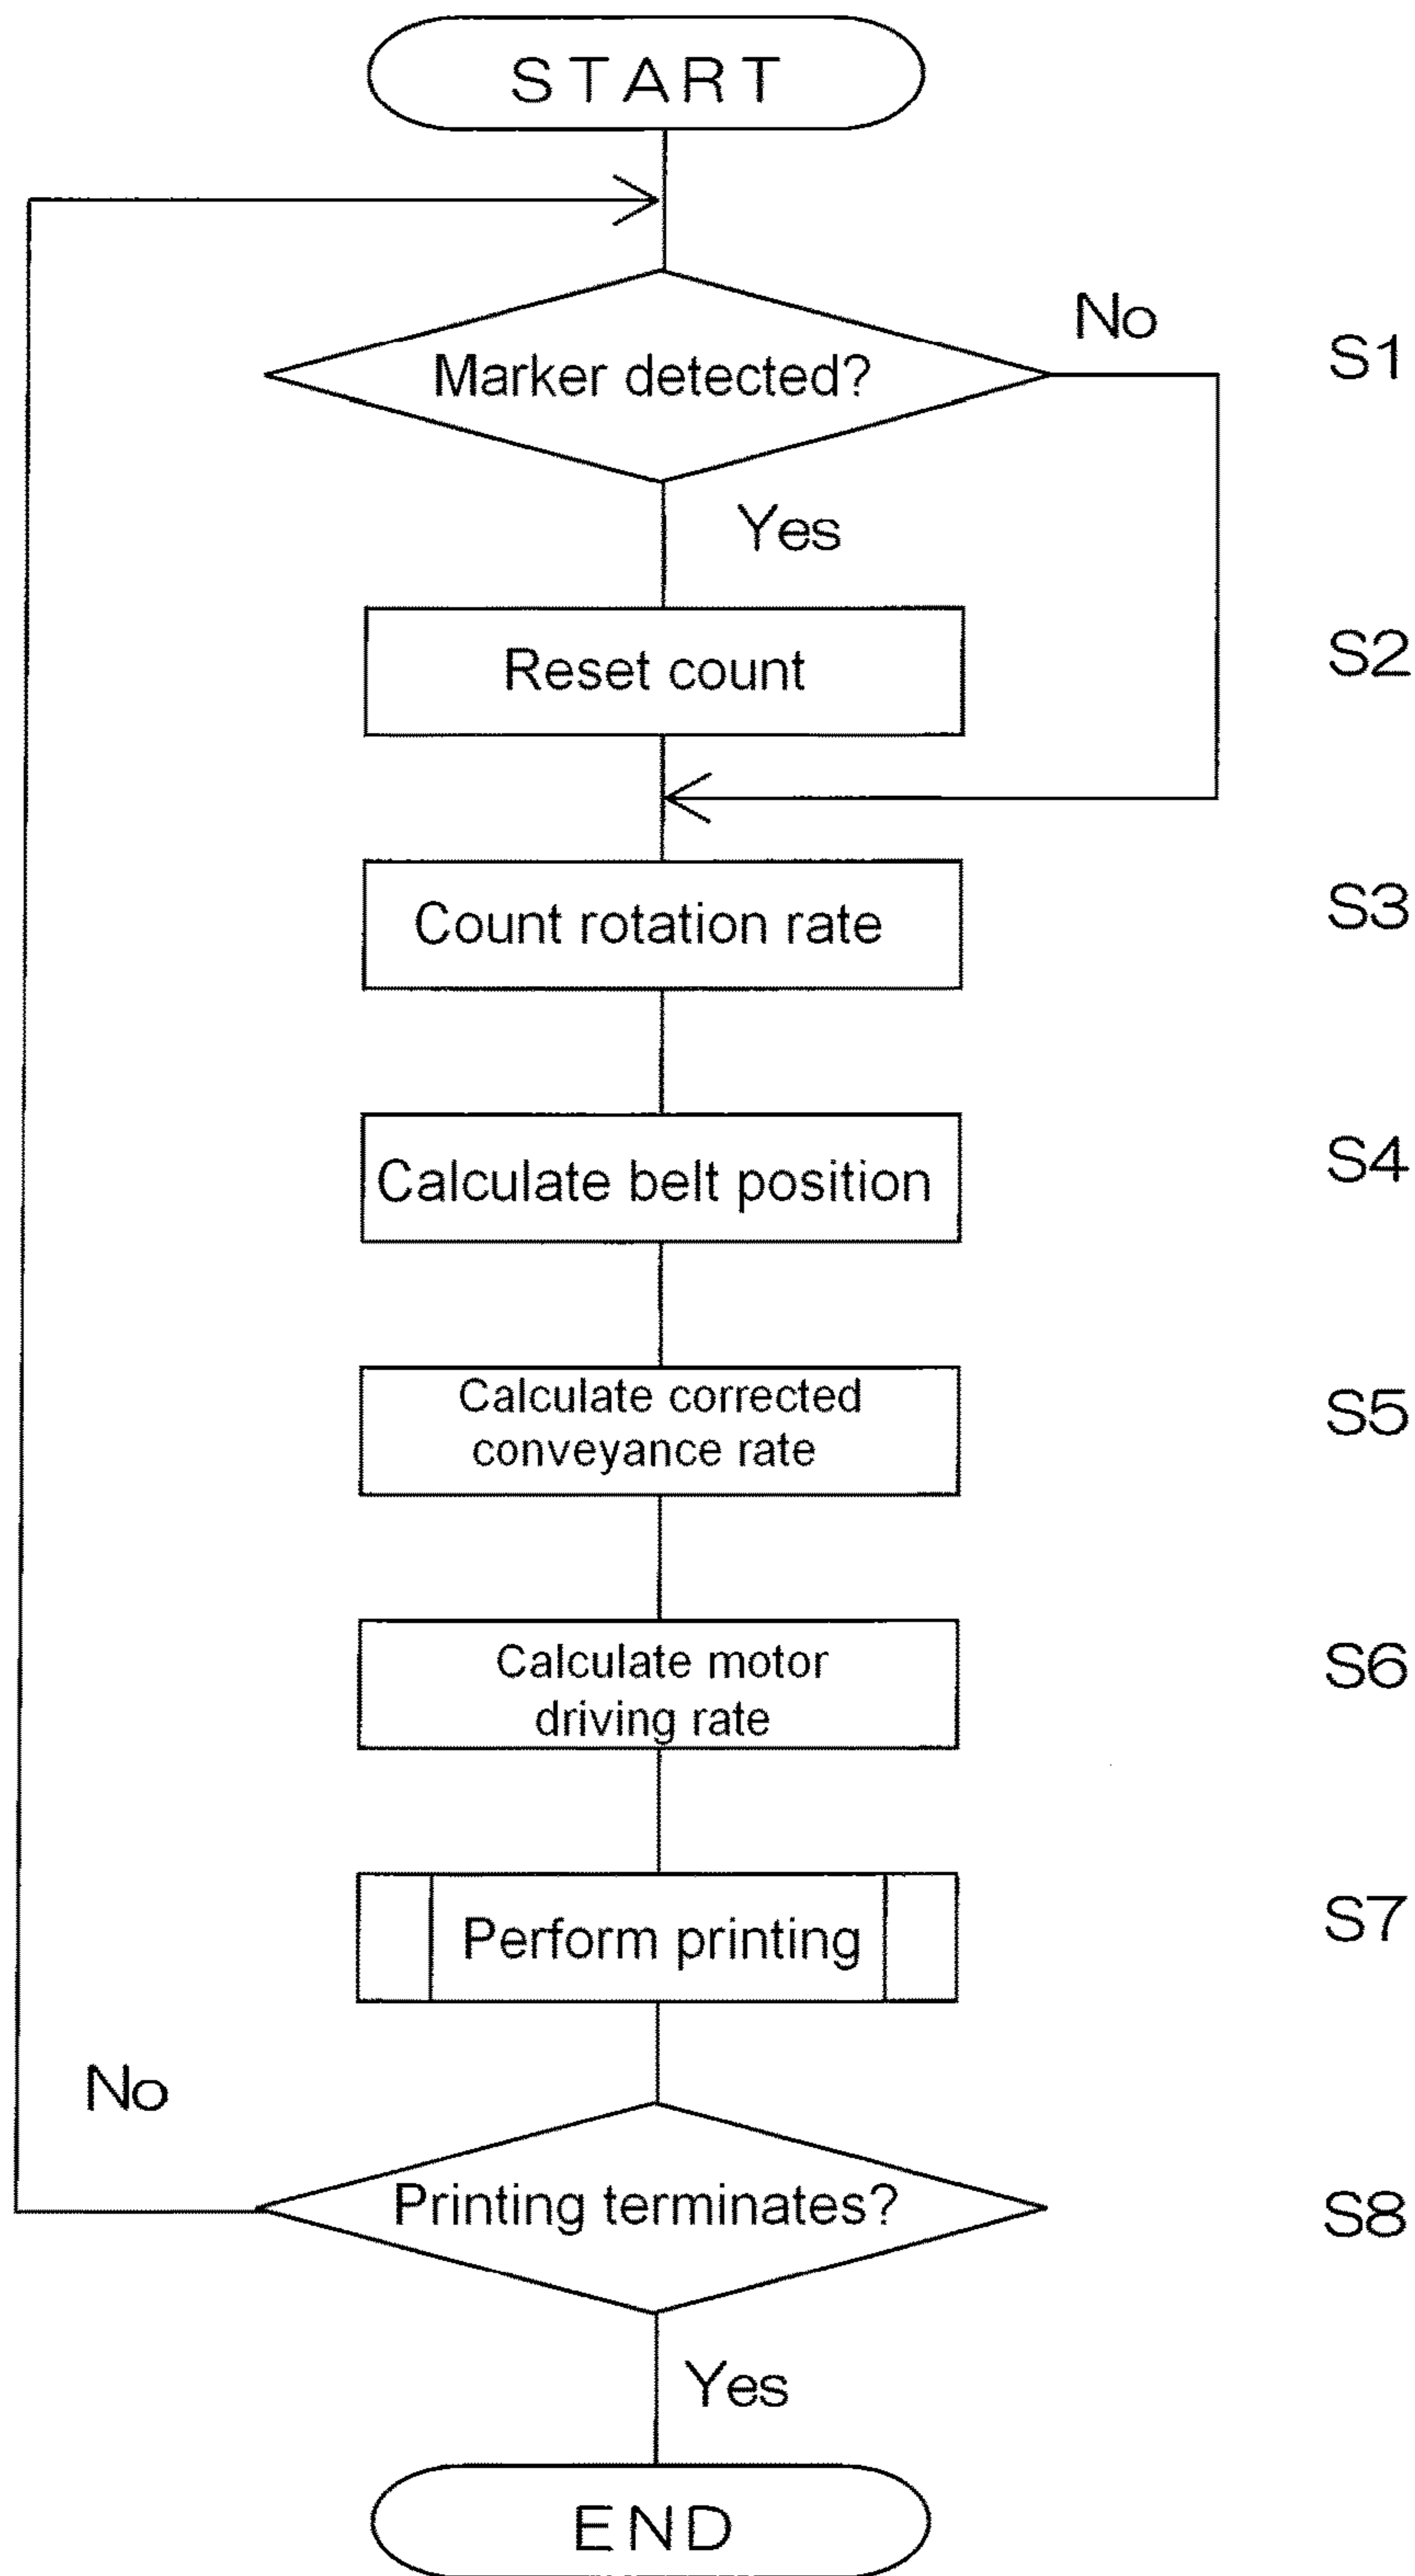 START
No
Marker detected?
S1
Yes
Reset count
S2
Count rotation rate
S3
Calculate belt position
S4
Calculate corrected
conveyance rate
S5
Calculate motor
driving rate
S6
Perform printing
S7
No
Printing terminates?
S8
Yes
END